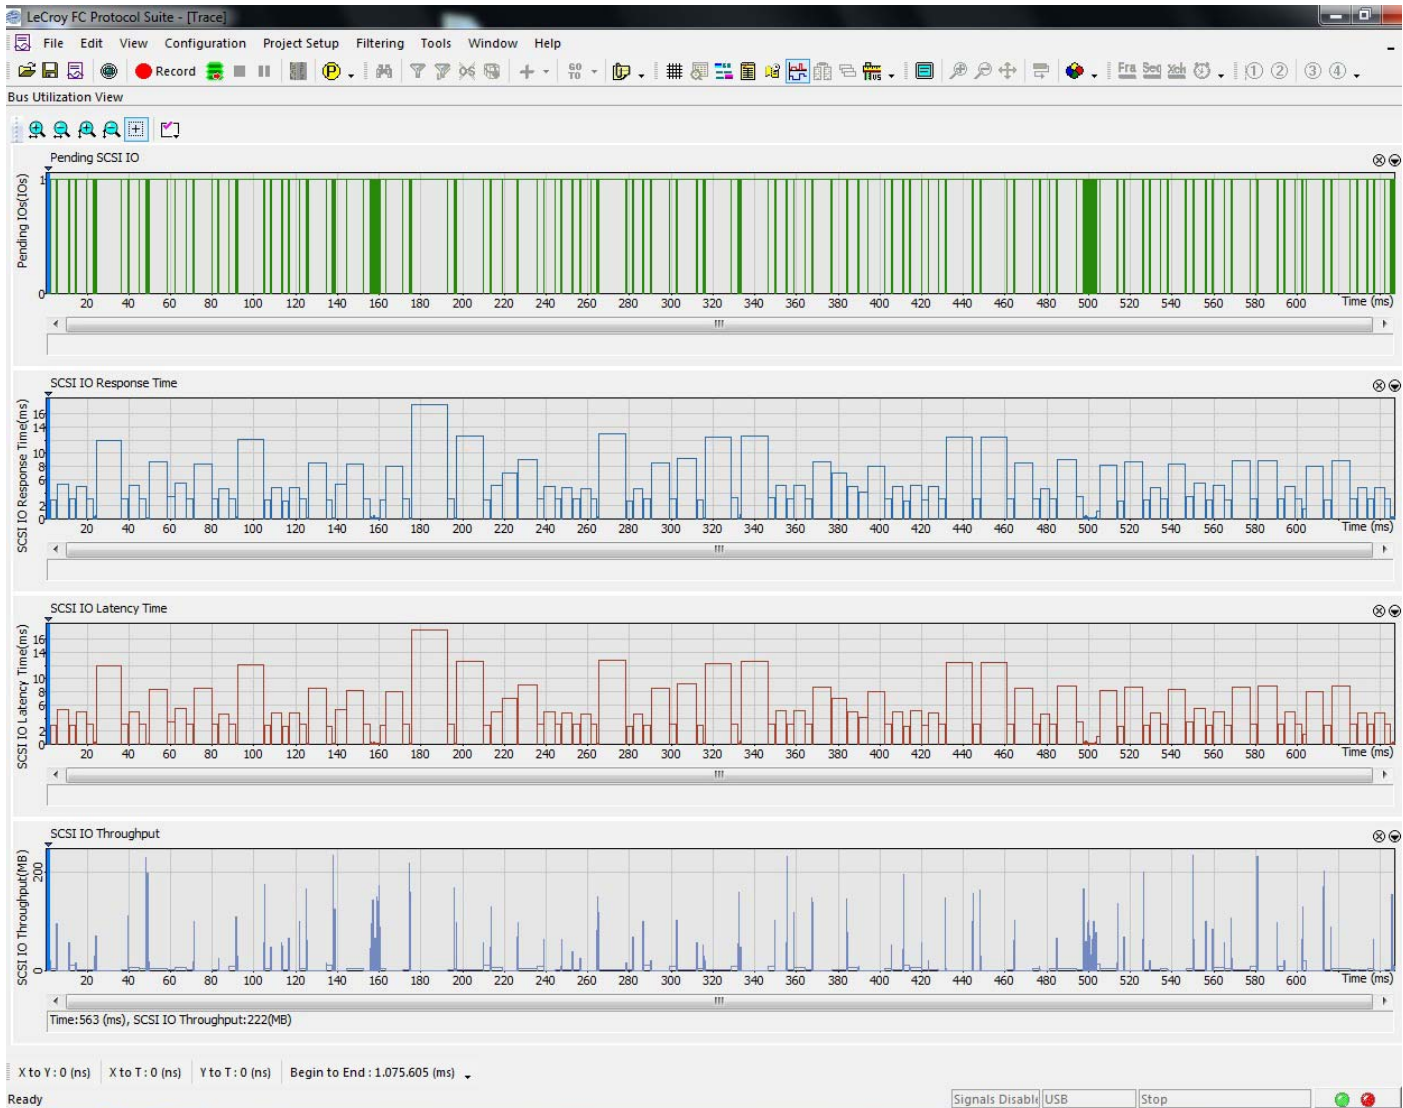 LeCroy FC Protocol Suite - [Trace]
File Edit View Configuration Project Setup Filtering Tools Window Help
Record P GO TO Fra Seq Xch 1 2 3 4
Bus Utilization View
Pending SCSI IO
Pending IOs(IOs)
1
0
20 40 60 80 100 120 140 160 180 200 220 240 260 280 300 320 340 360 380 400 420 440 460 480 500 520 540 560 580 600 Time (ms)
SCSI IO Response Time
SCSI IO Response Time(ms)
16
14
10
8
6
2
0
20 40 60 80 100 120 140 160 180 200 220 240 260 280 300 320 340 360 380 400 420 440 460 480 500 520 540 560 580 600 Time (ms)
SCSI IO Latency Time
SCSI IO Latency Time(ms)
16
14
10
8
6
2
0
20 40 60 80 100 120 140 160 180 200 220 240 260 280 300 320 340 360 380 400 420 440 460 480 500 520 540 560 580 600 Time (ms)
SCSI IO Throughput
SCSI IO Throughput(MB)
200
0
20 40 60 80 100 120 140 160 180 200 220 240 260 280 300 320 340 360 380 400 420 440 460 480 500 520 540 560 580 600 Time (ms)
Time:563 (ms), SCSI IO Throughput:222(MB)
X to Y : 0 (ns) X to T : 0 (ns) Y to T : 0 (ns) Begin to End : 1.075.605 (ms)
Ready Signals Disable USB Stop